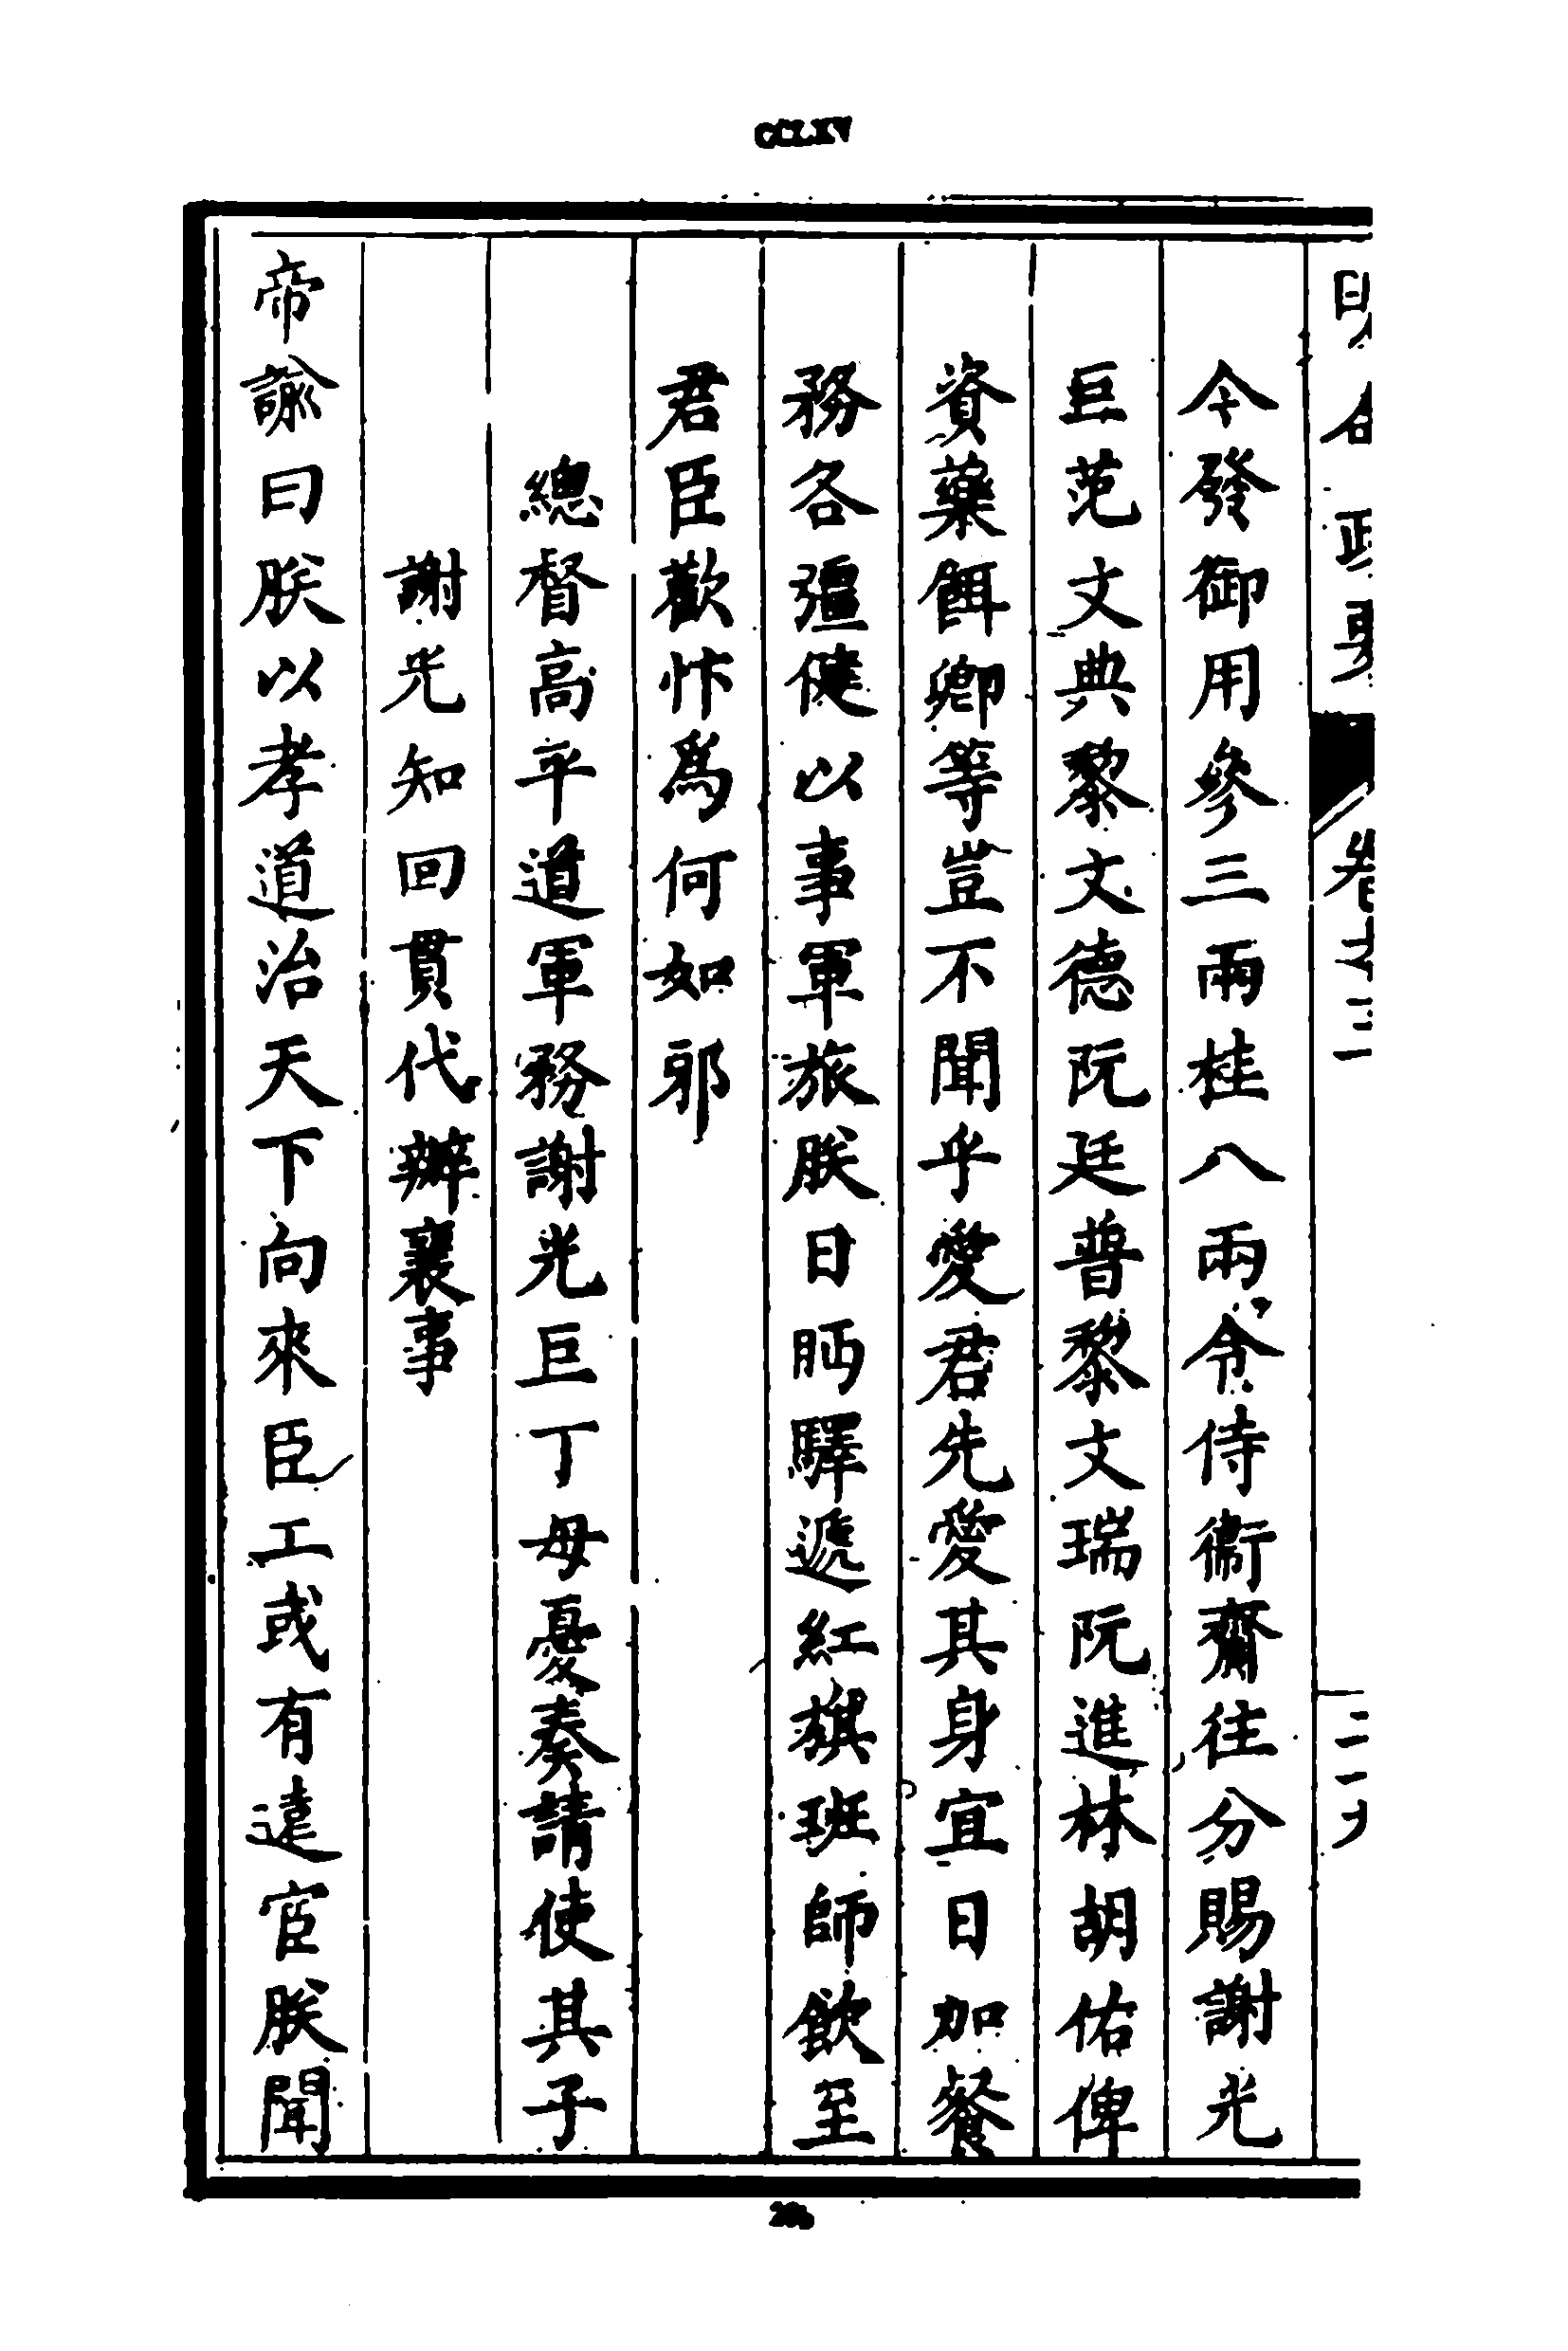 CCLXV
明命政要 卷十三 二十九
今發御用參三兩桂八兩令侍衞齎往分賜謝光
巨范文典黎文德阮廷普黎文瑞阮進林胡佑俾
資藥餌卿等豈不聞乎愛君先愛其身宜日加餐
務各彊健以事軍旅朕日眄驛遞紅旗班師飲至
君臣歡忭爲何如邪
總督高平道軍務謝光巨丁母憂奏請使其子
謝光知回貫代辦襄事
帝諭曰朕以孝道治天下向來臣工或有遠宦朕聞